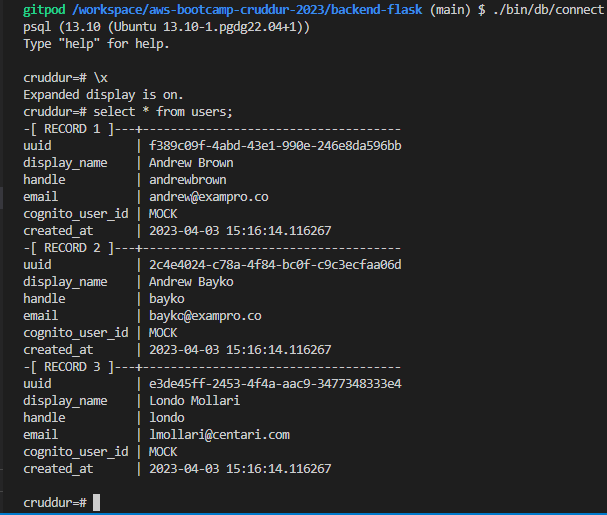 gitpod /workspace/aws-bootcamp-cruddur-2023/backend-flask (main) $ ./bin/db/connect
psql (13.10 (Ubuntu 13.10-1.pgdg22.04+1))
Type "help" for help.
cruddur=# \x
Expanded display is on.
cruddur=# select * from users;
-[ RECORD 1 ]---+-------------------------------------
uuid            | f389c09f-4abd-43e1-990e-246e8da596bb
display_name    | Andrew Brown
handle          | andrewbrown
email           | andrew@exampro.co
cognito_user_id | MOCK
created_at      | 2023-04-03 15:16:14.116267
-[ RECORD 2 ]---+-------------------------------------
uuid            | 2c4e4024-c78a-4f84-bc0f-c9c3ecfaa06d
display_name    | Andrew Bayko
handle          | bayko
email           | bayko@exampro.co
cognito_user_id | MOCK
created_at      | 2023-04-03 15:16:14.116267
-[ RECORD 3 ]---+-------------------------------------
uuid            | e3de45ff-2453-4f4a-aac9-3477348333e4
display_name    | Londo Mollari
handle          | londo
email           | lmollari@centari.com
cognito_user_id | MOCK
created_at      | 2023-04-03 15:16:14.116267
cruddur=#